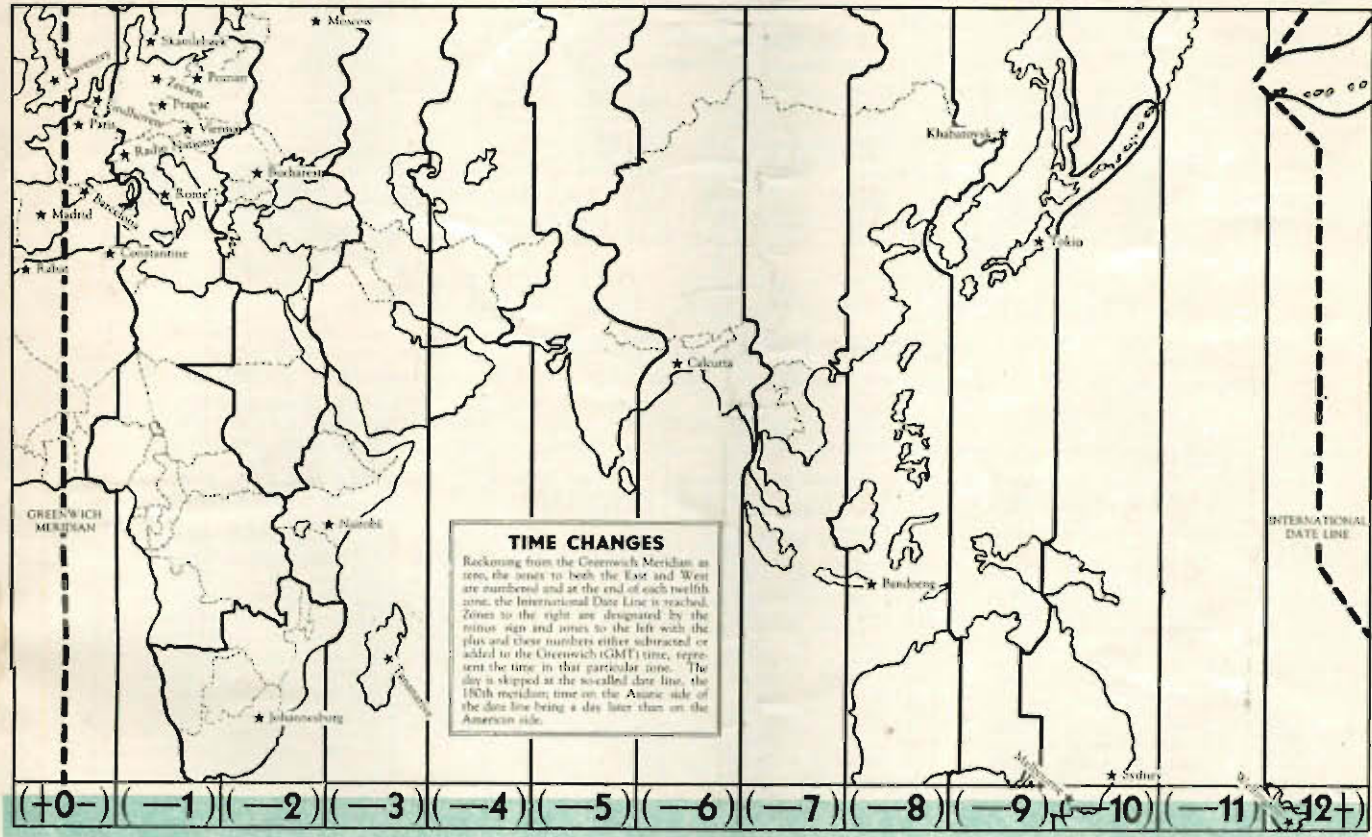 Moscow
Skamlebaek
Daventry
Zeesen
Poznan
Eindhoven
Prague
Paris
Vienna
Radio Nations
Bucharest
Rome
Barcelona
Madrid
Constantine
Rabat
Khabarovsk
Tokio
Calcutta
GREENWICH
MERIDIAN
Nairobi
INTERNATIONAL
DATE LINE
TIME CHANGES
Reckoning from the Greenwich Meridian as
zero, the zones to both the East and West
are numbered and at the end of each twelfth
zone, the International Date Line is reached.
Zones to the right are designated by the
minus sign and zones to the left with the
plus and these numbers either subtracted or
added to the Greenwich (GMT) time, repre-
sent the time in that particular zone. The
day is skipped at the so-called date line, the
180th meridian; time on the Asiatic side of
the date line being a day later than on the
American side.
Bandoeng
Johannesburg
Melbourne
Sydney
(+0-) (—1) (—2) (—3) (—4) (—5) (—6) (—7) (—8) (—9) (—10) (—11) (—12+)